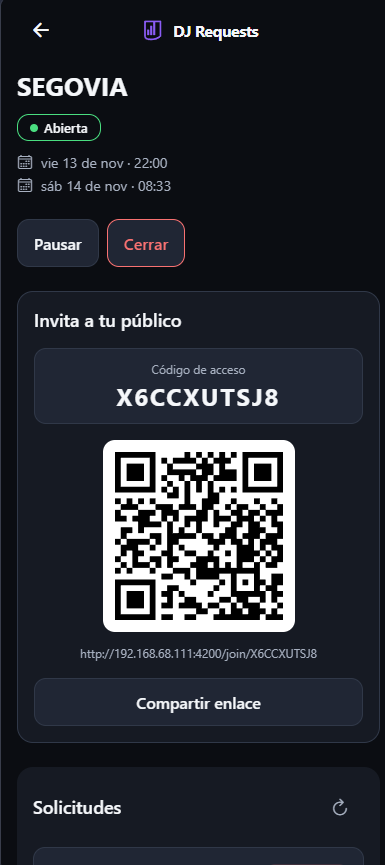 DJ Requests
SEGOVIA
Abierta
vie 13 de nov · 22:00
sáb 14 de nov · 08:33
Pausar
Cerrar
Invita a tu público
Código de acceso
X6CCXUTSJ8
http://192.168.68.111:4200/join/X6CCXUTSJ8
Compartir enlace
Solicitudes